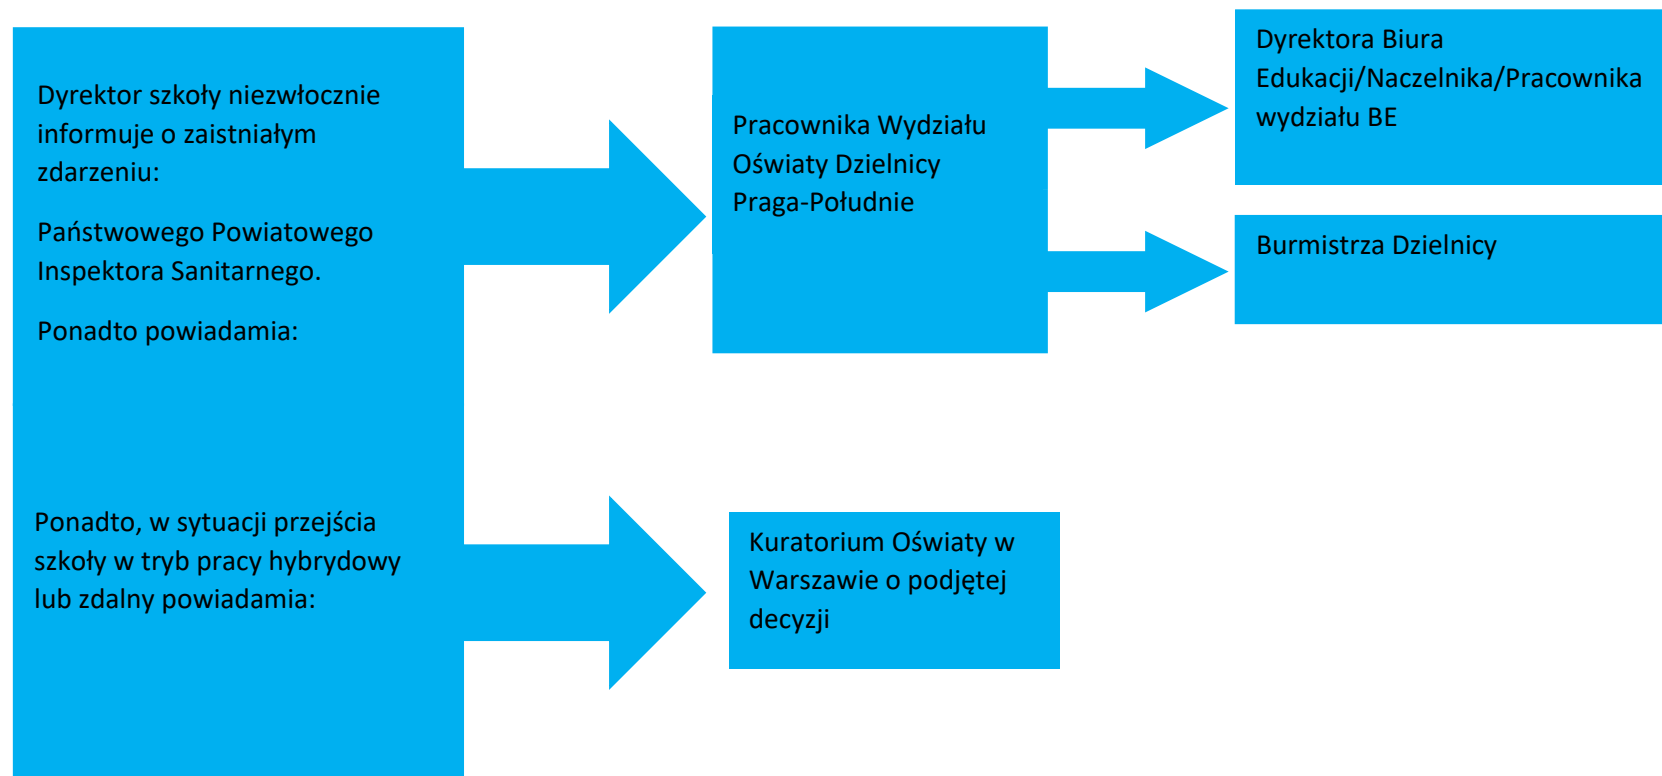 Dyrektor szkoły niezwłocznie
informuje o zaistniałym
zdarzeniu:
Państwowego Powiatowego
Inspektora Sanitarnego.
Ponadto powiadamia:
Pracownika Wydziału
Oświaty Dzielnicy
Praga-Południe
Dyrektora Biura
Edukacji/Naczelnika/Pracownika
wydziału BE
Burmistrza Dzielnicy
Ponadto, w sytuacji przejścia
szkoły w tryb pracy hybrydowy
lub zdalny powiadamia:
Kuratorium Oświaty w
Warszawie o podjętej
decyzji